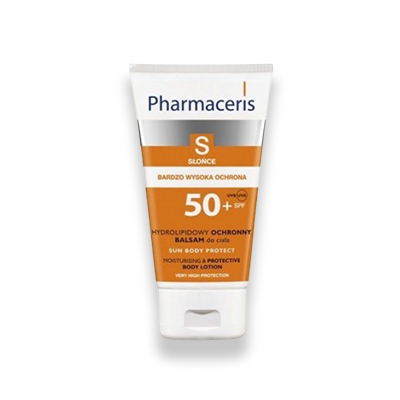 Pharmaceris
S
SŁOŃCE
BARDZO WYSOKA OCHRONA
50+ SPF
HYDROLIPIDOWY OCHRONNY
BALSAM do ciała
SUN BODY PROTECT
MOISTURISING & PROTECTIVE
BODY LOTION
VERY HIGH PROTECTION